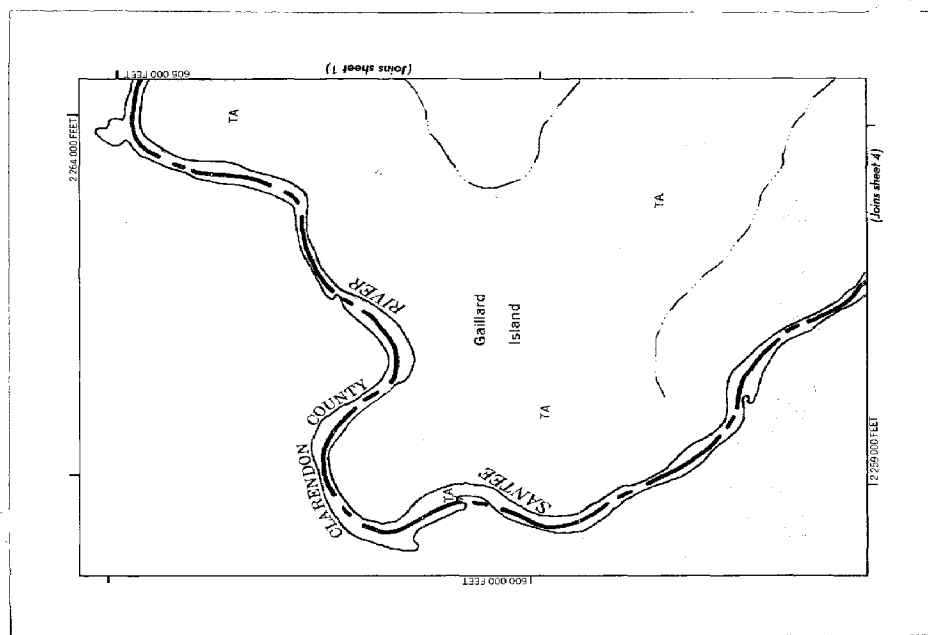 605 000 FEET
(Joins sheet 1)
2 264 000 FEET
TA
(Joins sheet 4)
TA
RIVER
Gaillard
Island
COUNTY
TA
CLARENDON
TA
SANTEE
2 259 000 FEET
600 000 FEET